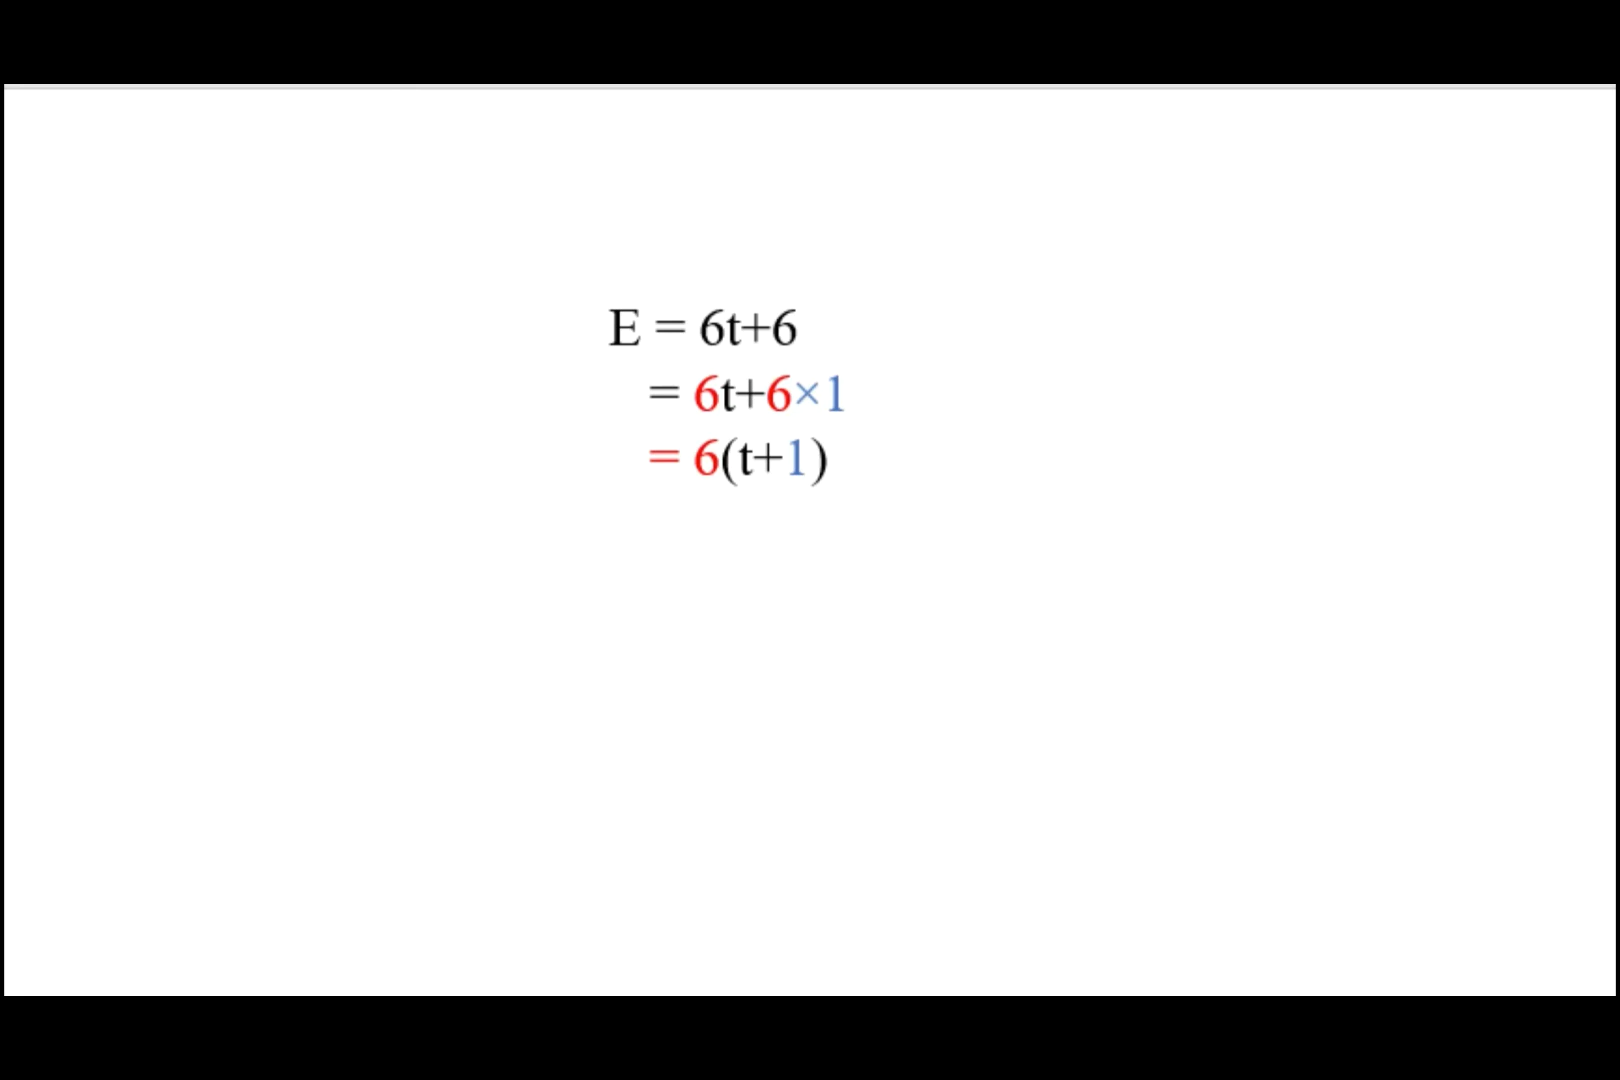 E = 6t+6
= 6t+6×1
= 6(t+1)